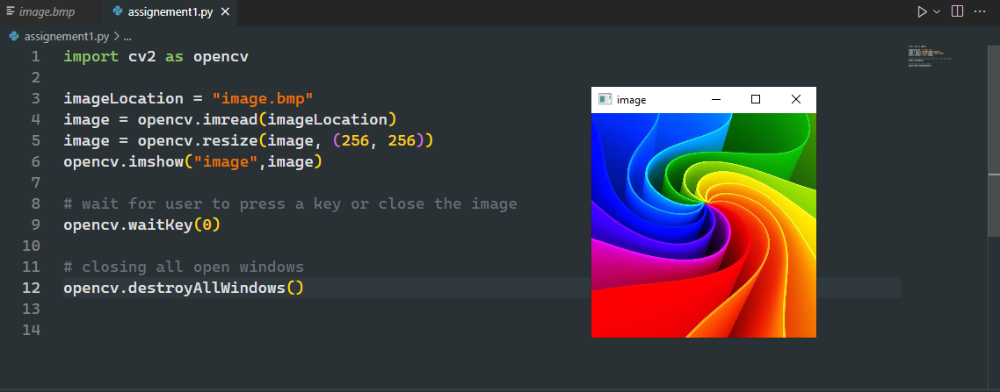 image.bmp
assignement1.py
assignement1.py > ...
1 import cv2 as opencv
2
3 imageLocation = "image.bmp"
4 image = opencv.imread(imageLocation)
5 image = opencv.resize(image, (256, 256))
6 opencv.imshow("image",image)
7
8 # wait for user to press a key or close the image
9 opencv.waitKey(0)
10
11 # closing all open windows
12 opencv.destroyAllWindows()
13
14
image